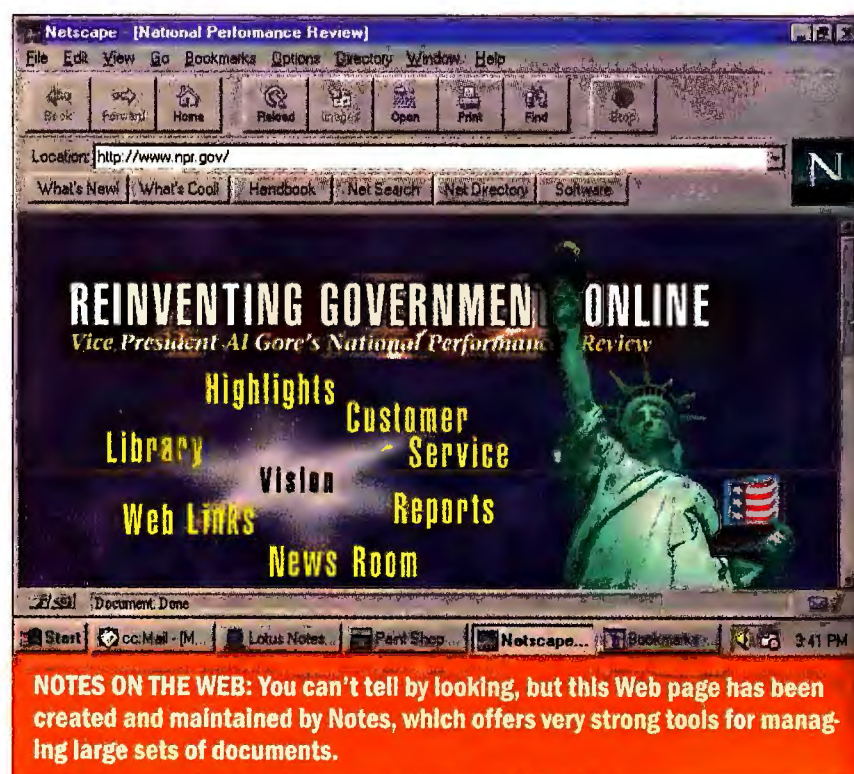 Netscape - [National Performance Review]
File Edit View Go Bookmarks Options Directory Window Help
Back Forward Home Reload Images Open Print Find Stop
Location: http://www.npr.gov/
N
What's New! What's Cool! Handbook Net Search Net Directory Software
REINVENTING GOVERNMENT ONLINE
Vice President Al Gore's National Performance Review
Highlights
Customer
Service
Library
Vision
Web Links
Reports
News Room
Document: Done
Start cc:Mail - [M... Lotus Notes... Paint Shop... Netscape... Bookmarks... 3:41 PM
NOTES ON THE WEB: You can't tell by looking, but this Web page has been
created and maintained by Notes, which offers very strong tools for manag-
ing large sets of documents.